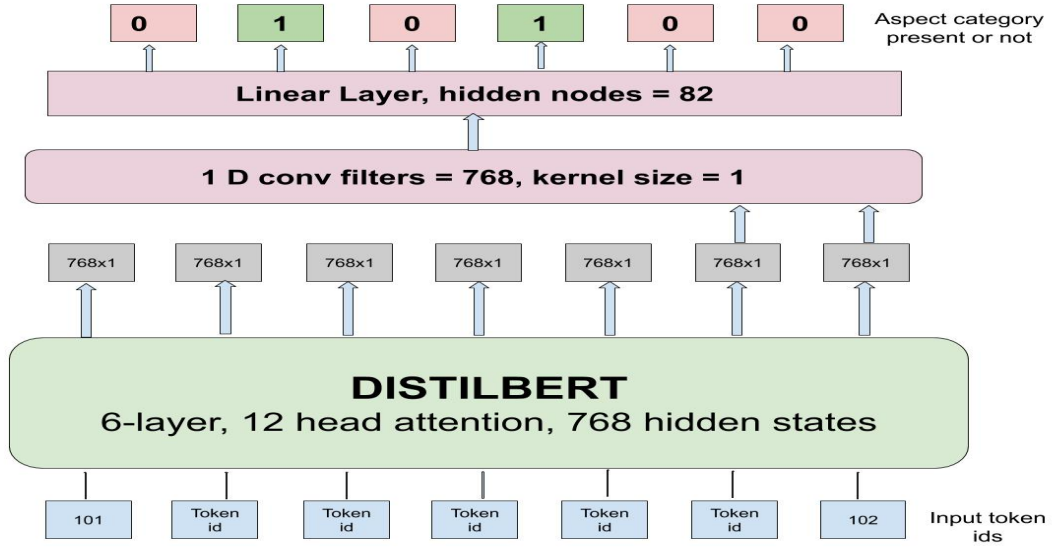 0 1 0 1 0 0
Aspect category
present or not
Linear Layer, hidden nodes = 82
1 D conv filters = 768, kernel size = 1
768x1 768x1 768x1 768x1 768x1 768x1 768x1
DISTILBERT
6-layer, 12 head attention, 768 hidden states
101 Token id Token id Token id Token id Token id 102
Input token
ids